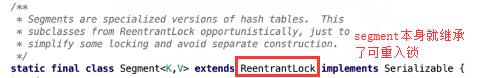 /**
 * Segments are specialized versions of hash tables.  This
 * subclasses from ReentrantLock opportunistically, just to
 * simplify some locking and avoid separate construction.
 */
static final class Segment<K,V> extends ReentrantLock implements Serializable {
segment本身就继承
了可重入锁